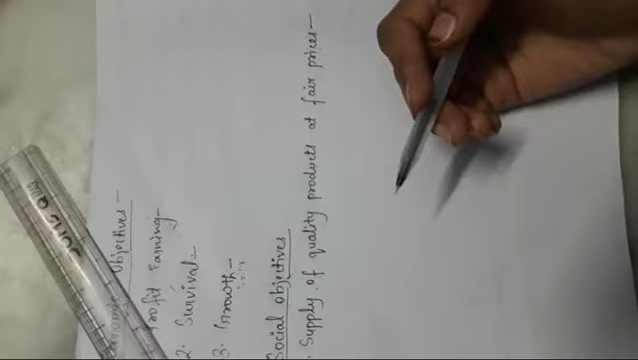 Objectives -
Profit Earning-
2. Survival-
3. Growth-
Social objectives
. Supply of quality products at fair prices-